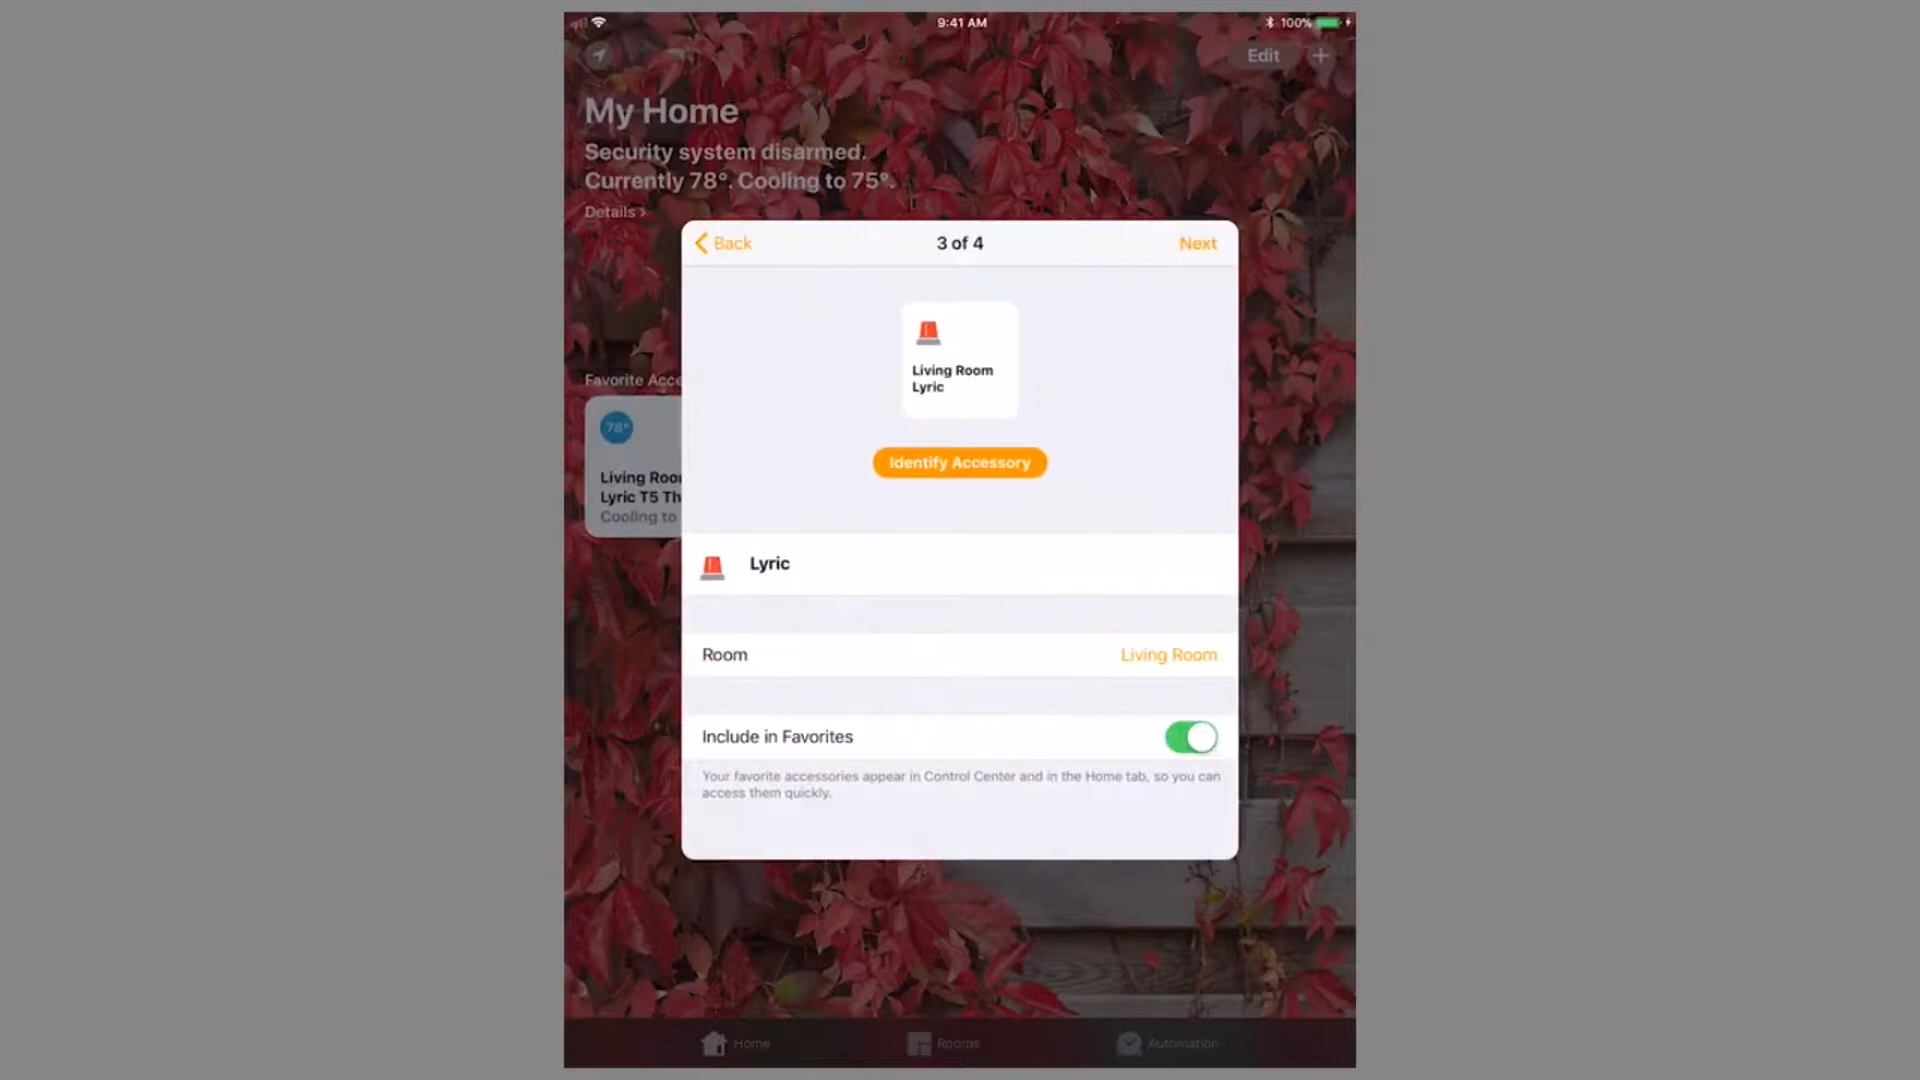 9:41 AM
100%
Edit
My Home
Security system disarmed.
Currently 78°. Cooling to 75°.
Details
Back
3 of 4
Next
Living Room
Lyric
Identify Accessory
Favorite Acce
78°
Living Roo
Lyric T5 Th
Cooling to
Lyric
Room
Living Room
Include in Favorites
Your favorite accessories appear in Control Center and in the Home tab, so you can
access them quickly.
Home
Rooms
Automation